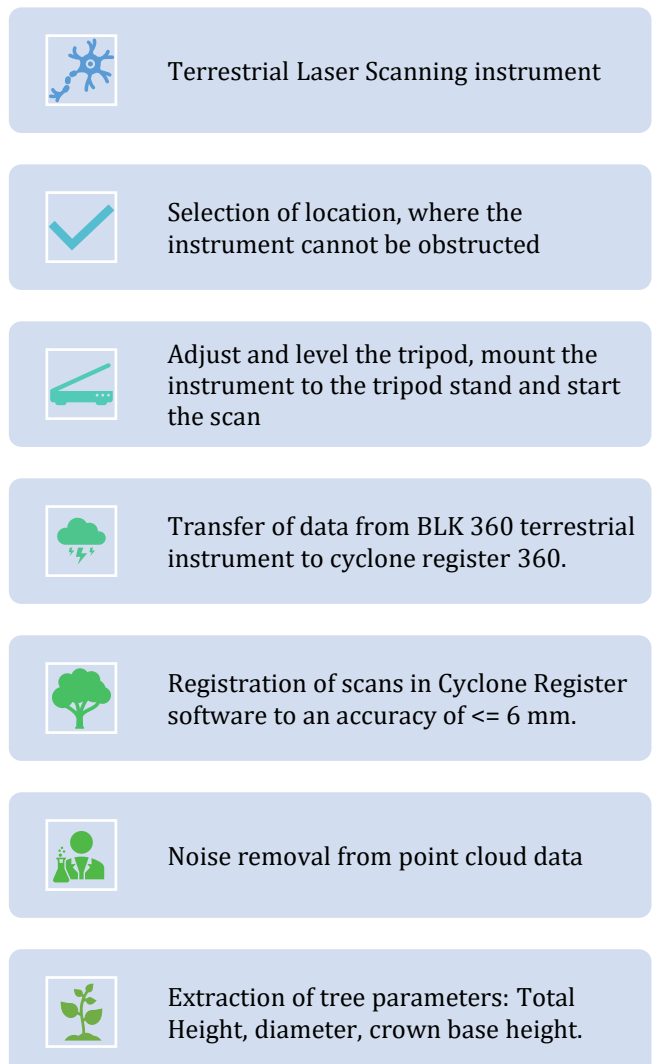 Terrestrial Laser Scanning instrument
Selection of location, where the
instrument cannot be obstructed
Adjust and level the tripod, mount the
instrument to the tripod stand and start
the scan
Transfer of data from BLK 360 terrestrial
instrument to cyclone register 360.
Registration of scans in Cyclone Register
software to an accuracy of <= 6 mm.
Noise removal from point cloud data
Extraction of tree parameters: Total
Height, diameter, crown base height.